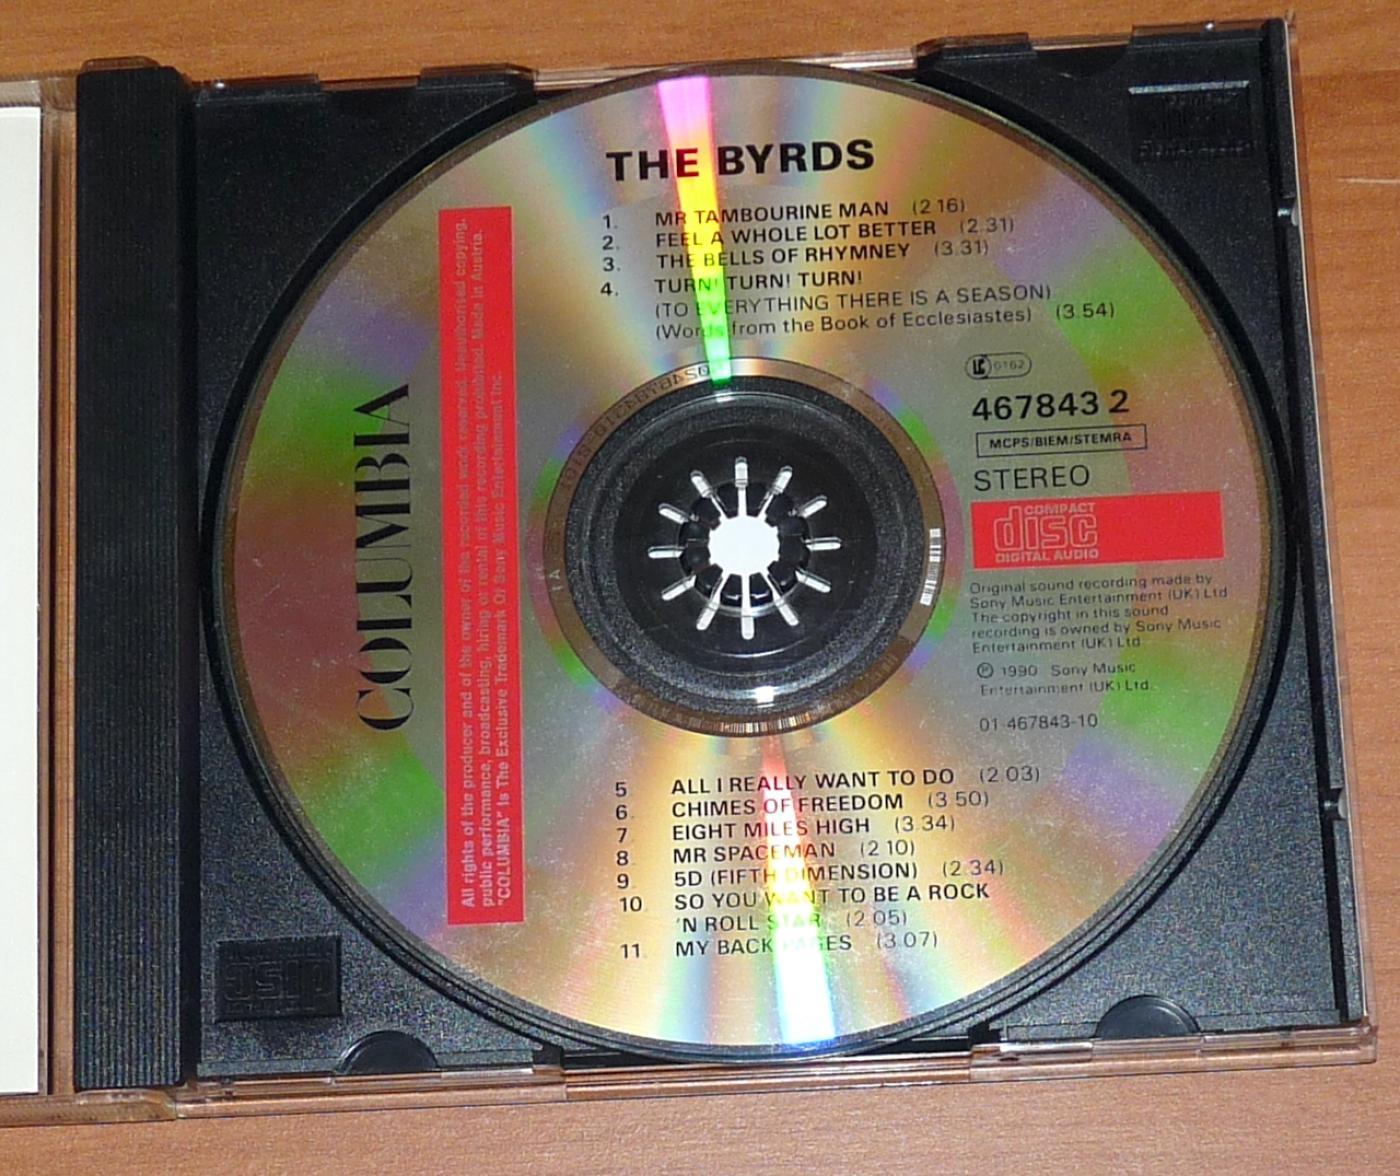 THE BYRDS
1. MR TAMBOURINE MAN (2.16)
2. FEEL A WHOLE LOT BETTER (2.31)
3. THE BELLS OF RHYMNEY (3.31)
4. TURN! TURN! TURN!
(TO EVERYTHING THERE IS A SEASON)
(Words from the Book of Ecclesiastes) (3.54)
COLUMBIA
All rights of the producer and of the owner of the recorded work reserved. Unauthorised copying,
public performance, broadcasting, hiring or rental of this recording prohibited. Made in Austria.
"COLUMBIA" Is The Exclusive Trademark Of Sony Music Entertainment Inc.
LC 0162
467843 2
MCPS/BIEM/STEMRA
STEREO
COMPACT
disc
DIGITAL AUDIO
Original sound recording made by
Sony Music Entertainment (UK) Ltd
The copyright in this sound
recording is owned by Sony Music
Entertainment (UK) Ltd
℗ 1990 Sony Music
Entertainment (UK) Ltd.
01-467843-10
5. ALL I REALLY WANT TO DO (2.03)
6. CHIMES OF FREEDOM (3.50)
7. EIGHT MILES HIGH (3.34)
8. MR SPACEMAN (2.10)
9. 5D (FIFTH DIMENSION) (2.34)
10. SO YOU WANT TO BE A ROCK
'N ROLL STAR (2.05)
11. MY BACK PAGES (3.07)
disc